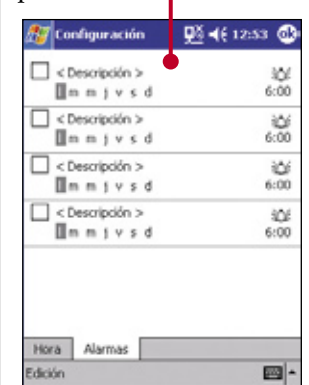 Configuración 12:53 ok
< Descripción >
l m m j v s d 6:00
< Descripción >
l m m j v s d 6:00
< Descripción >
l m m j v s d 6:00
< Descripción >
l m m j v s d 6:00
Hora Alarmas
Edición